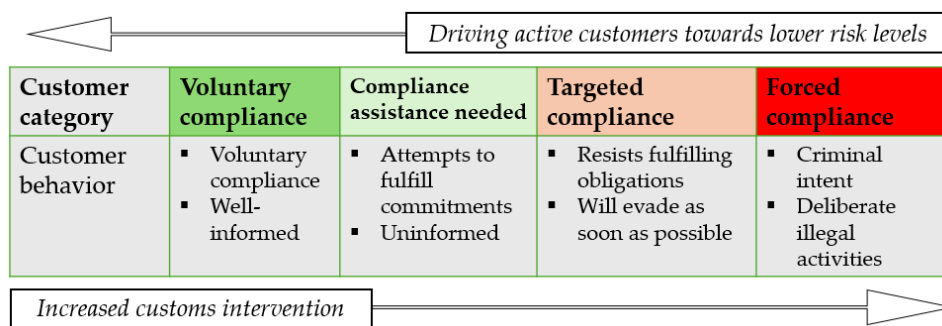 Driving active customers towards lower risk levels
Customer category
Voluntary compliance
Compliance assistance needed
Targeted compliance
Forced compliance
Customer behavior
▪ Voluntary compliance
▪ Well-informed
▪ Attempts to fulfill commitments
▪ Uninformed
▪ Resists fulfilling obligations
▪ Will evade as soon as possible
▪ Criminal intent
▪ Deliberate illegal activities
Increased customs intervention